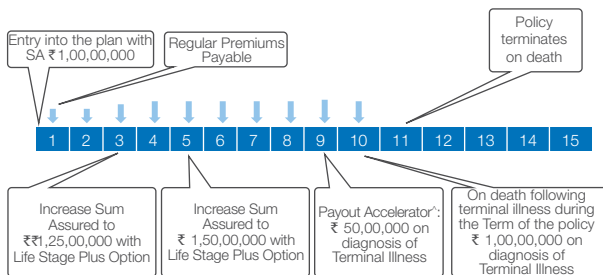 Entry into the plan with
SA ₹1,00,00,000
Regular Premiums
Payable
Policy
terminates
on death
1 2 3 4 5 6 7 8 9 10 11 12 13 14 15
Increase Sum
Assured to
₹₹1,25,00,000 with
Life Stage Plus Option
Increase Sum
Assured to
₹ 1,50,00,000 with
Life Stage Plus Option
Payout Accelerator^:
₹ 50,00,000 on
diagnosis of
Terminal Illness
On death following
terminal illness during
the Term of the policy
₹ 1,00,00,000 on
diagnosis of
Terminal Illness